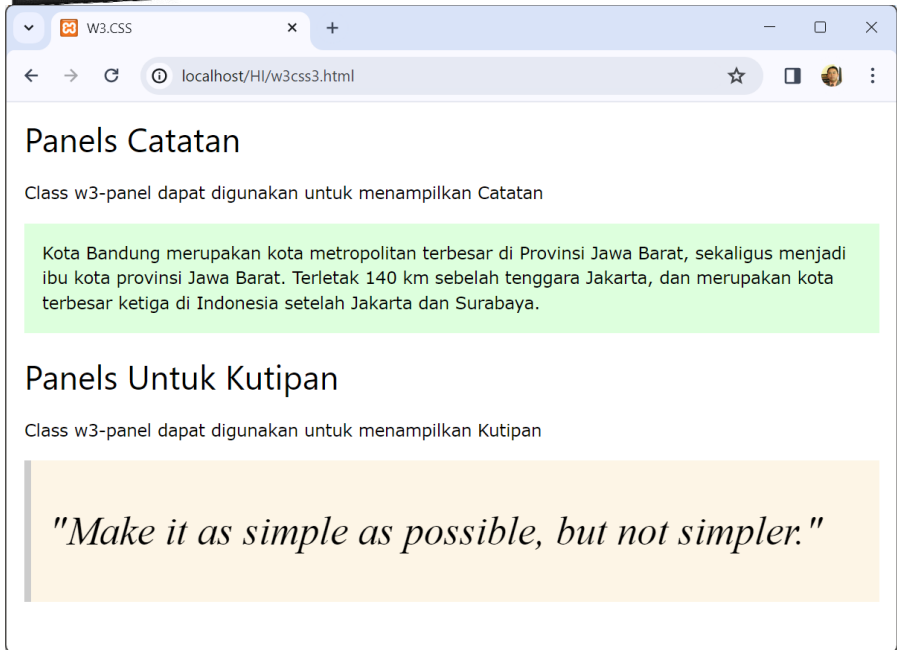 W3.CSS
localhost/HI/w3css3.html
Panels Catatan
Class w3-panel dapat digunakan untuk menampilkan Catatan
Kota Bandung merupakan kota metropolitan terbesar di Provinsi Jawa Barat, sekaligus menjadi
ibu kota provinsi Jawa Barat. Terletak 140 km sebelah tenggara Jakarta, dan merupakan kota
terbesar ketiga di Indonesia setelah Jakarta dan Surabaya.
Panels Untuk Kutipan
Class w3-panel dapat digunakan untuk menampilkan Kutipan
"Make it as simple as possible, but not simpler."